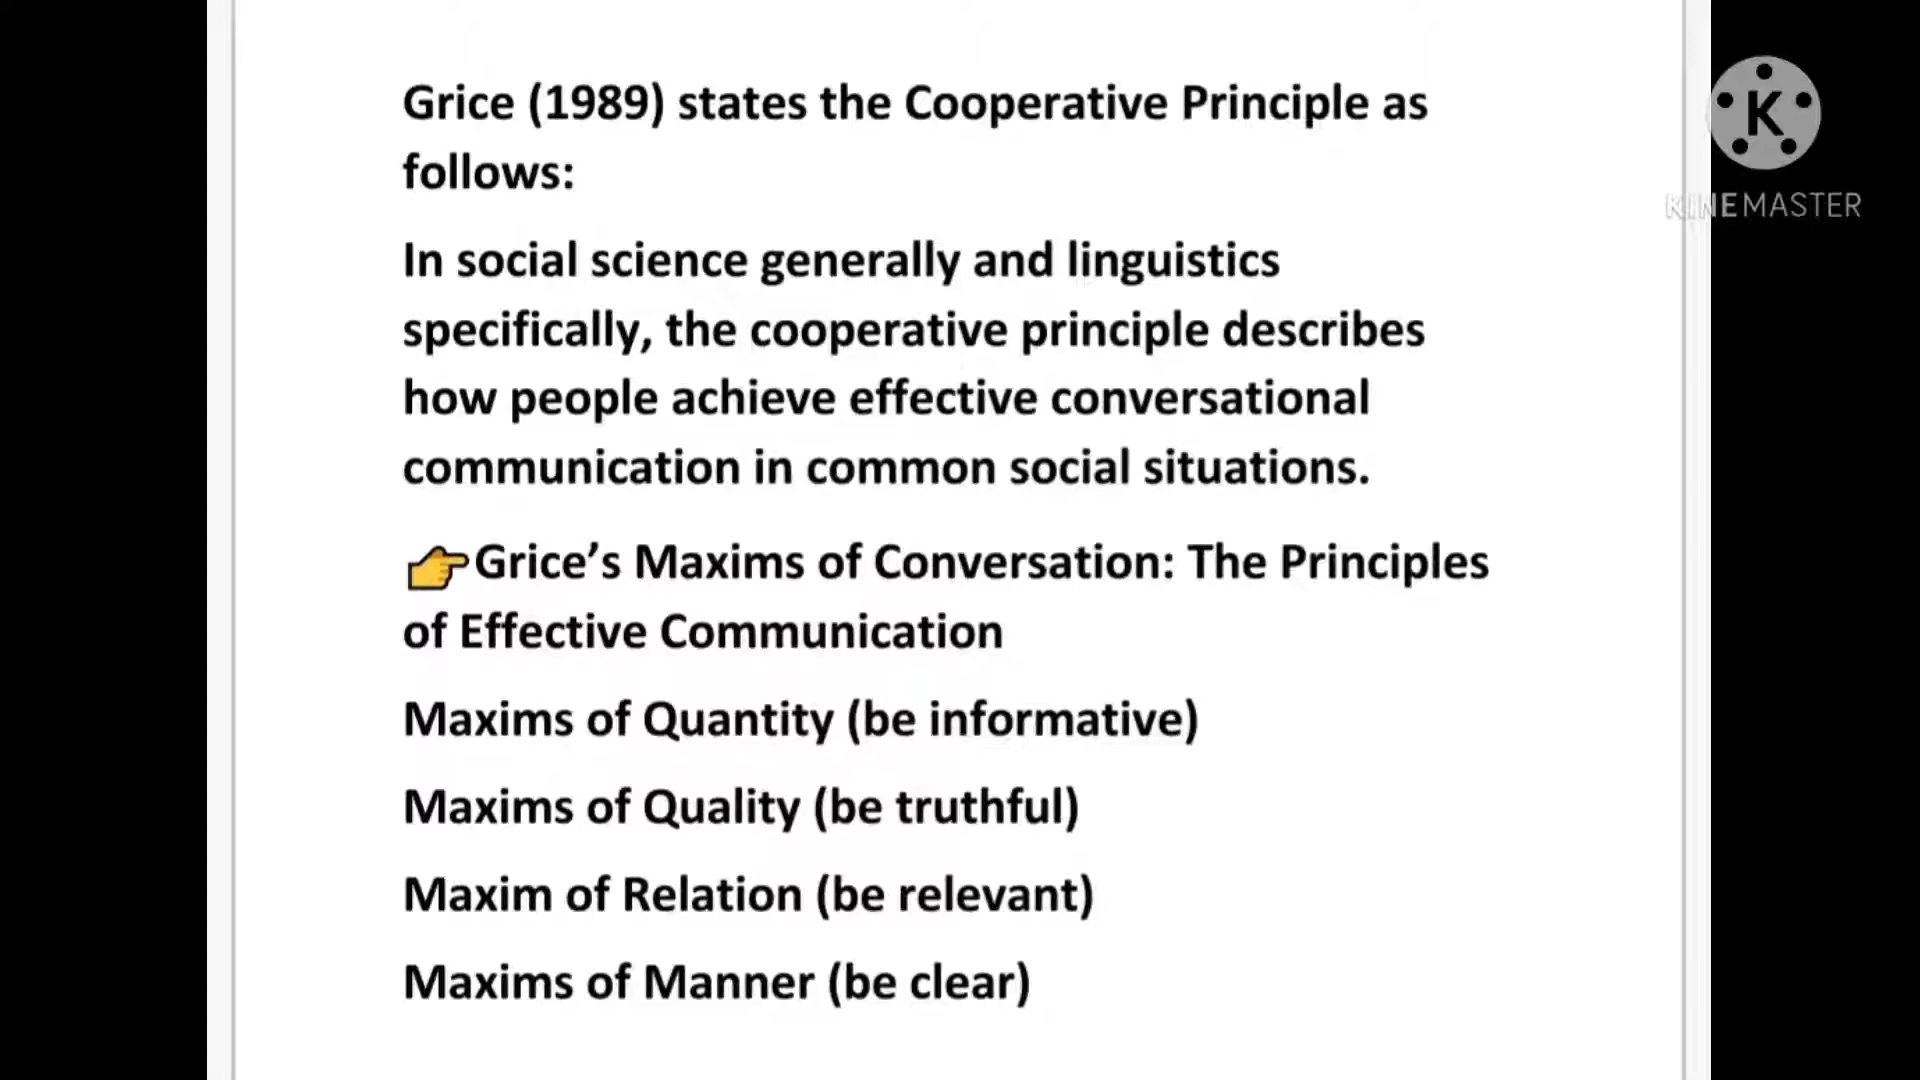 Grice (1989) states the Cooperative Principle as
follows:
In social science generally and linguistics
specifically, the cooperative principle describes
how people achieve effective conversational
communication in common social situations.
👉Grice’s Maxims of Conversation: The Principles
of Effective Communication
Maxims of Quantity (be informative)
Maxims of Quality (be truthful)
Maxim of Relation (be relevant)
Maxims of Manner (be clear)
K
KINEMASTER